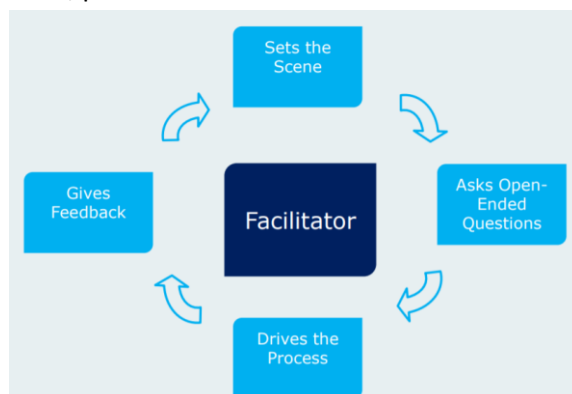 Sets the
Scene
Asks Open-
Ended
Questions
Gives
Feedback
Facilitator
Drives the
Process